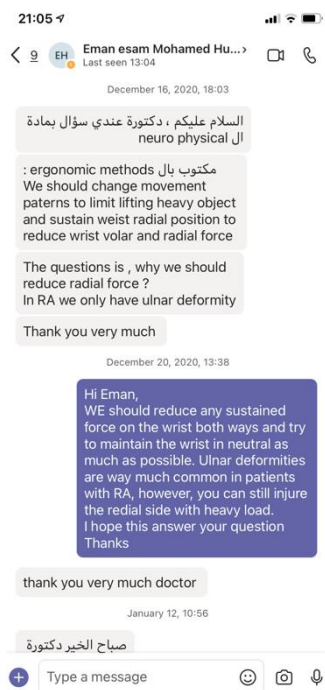 21:05
9
EH
Eman esam Mohamed Hu...
Last seen 13:04
December 16, 2020, 18:03
السلام عليكم ، دكتورة عندي سؤال بمادة
ال neuro physical
مكتوب بال ergonomic methods :
We should change movement
paterns to limit lifting heavy object
and sustain weist radial position to
reduce wrist volar and radial force
The questions is , why we should
reduce radial force ?
In RA we only have ulnar deformity
Thank you very much
December 20, 2020, 13:38
Hi Eman,
WE should reduce any sustained
force on the wrist both ways and try
to maintain the wrist in neutral as
much as possible. Ulnar deformities
are way much common in patients
with RA, however, you can still injure
the redial side with heavy load.
I hope this answer your question
Thanks
thank you very much doctor
January 12, 10:56
صباح الخير دكتورة
Type a message